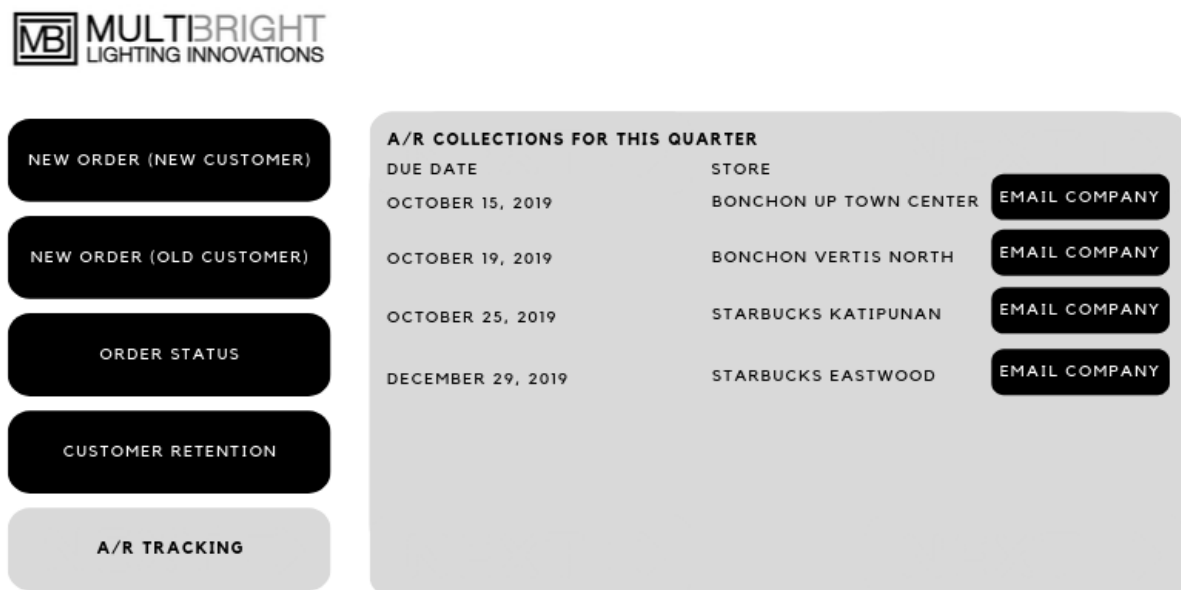 MB MULTIBRIGHT
LIGHTING INNOVATIONS
NEW ORDER (NEW CUSTOMER)
NEW ORDER (OLD CUSTOMER)
ORDER STATUS
CUSTOMER RETENTION
A/R TRACKING
A/R COLLECTIONS FOR THIS QUARTER
DUE DATE STORE
OCTOBER 15, 2019 BONCHON UP TOWN CENTER EMAIL COMPANY
OCTOBER 19, 2019 BONCHON VERTIS NORTH EMAIL COMPANY
OCTOBER 25, 2019 STARBUCKS KATIPUNAN EMAIL COMPANY
DECEMBER 29, 2019 STARBUCKS EASTWOOD EMAIL COMPANY